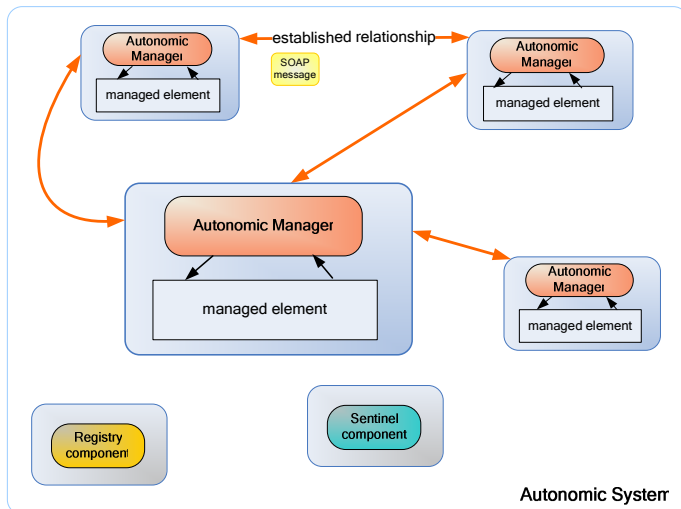 Autonomic
Manager
managed element
established relationship
SOAP
message
Autonomic
Manager
managed element
Autonomic Manager
managed element
Autonomic
Manager
managed element
Registry
component
Sentinel
component
Autonomic System